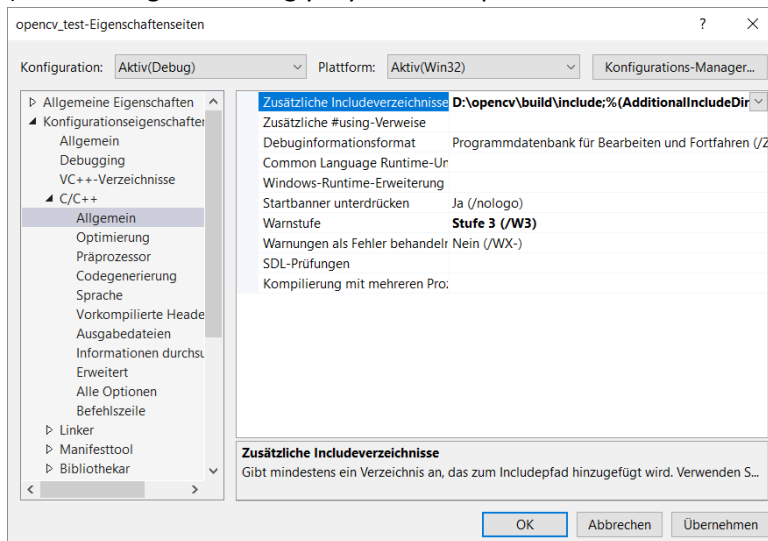 opencv_test-Eigenschaftenseiten ? ×
Konfiguration: Aktiv(Debug) Plattform: Aktiv(Win32) Konfigurations-Manager...
Allgemeine Eigenschaften
Konfigurationseigenschafter
Allgemein
Debugging
VC++-Verzeichnisse
C/C++
Allgemein
Optimierung
Präprozessor
Codegenerierung
Sprache
Vorkompilierte Heade
Ausgabedateien
Informationen durchsu
Erweitert
Alle Optionen
Befehlszeile
Linker
Manifesttool
Bibliothekar
Zusätzliche Includeverzeichnisse D:\opencv\build\include;%(AdditionalIncludeDir
Zusätzliche #using-Verweise
Debuginformationsformat Programmdatenbank für Bearbeiten und Fortfahren (/Z
Common Language Runtime-Un
Windows-Runtime-Erweiterung
Startbanner unterdrücken Ja (/nologo)
Warnstufe Stufe 3 (/W3)
Warnungen als Fehler behandeln Nein (/WX-)
SDL-Prüfungen
Kompilierung mit mehreren Proz
Zusätzliche Includeverzeichnisse
Gibt mindestens ein Verzeichnis an, das zum Includepfad hinzugefügt wird. Verwenden S...
OK Abbrechen Übernehmen